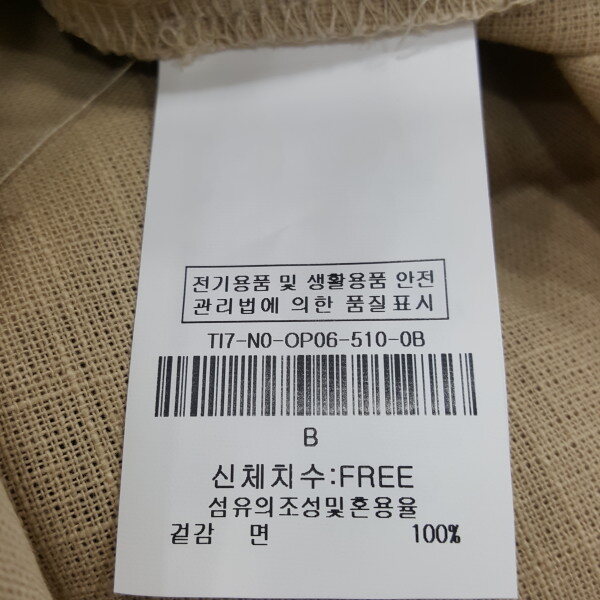 전기용품 및 생활용품 안전
관리법에 의한 품질표시
TI7-N0-OP06-510-0B
B
신체치수:FREE
섬유의조성및혼용율
겉감 면 100%